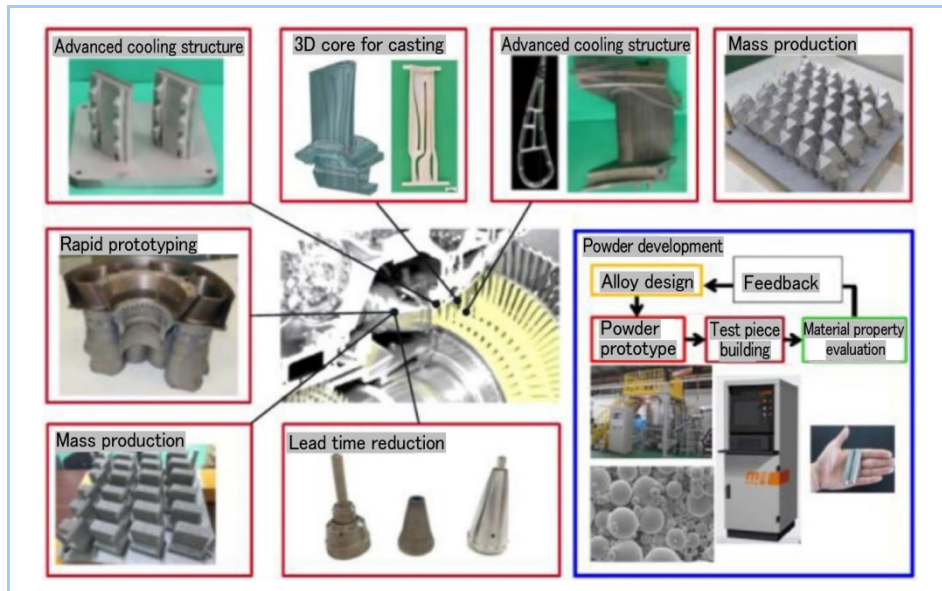 Advanced cooling structure
3D core for casting
Advanced cooling structure
Mass production
Rapid prototyping
Powder development
Alloy design
Feedback
Powder
prototype
Test piece
building
Material property
evaluation
Mass production
Lead time reduction